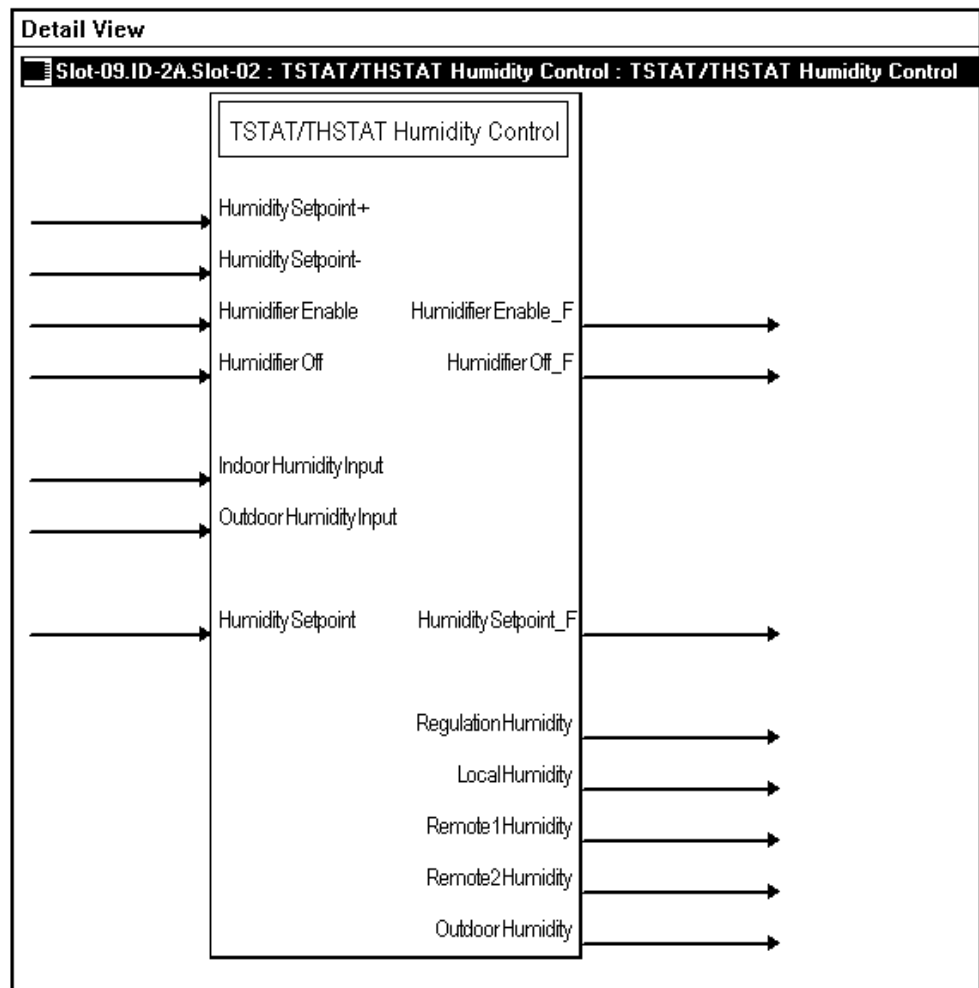 Detail View
Slot-09.ID-2A.Slot-02 : TSTAT/THSTAT Humidity Control : TSTAT/THSTAT Humidity Control
TSTAT/THSTAT Humidity Control
Humidity Setpoint+
Humidity Setpoint-
Humidifier Enable Humidifier Enable_F
Humidifier Off Humidifier Off_F
Indoor Humidity Input
Outdoor Humidity Input
Humidity Setpoint Humidity Setpoint_F
Regulation Humidity
Local Humidity
Remote 1 Humidity
Remote2 Humidity
Outdoor Humidity